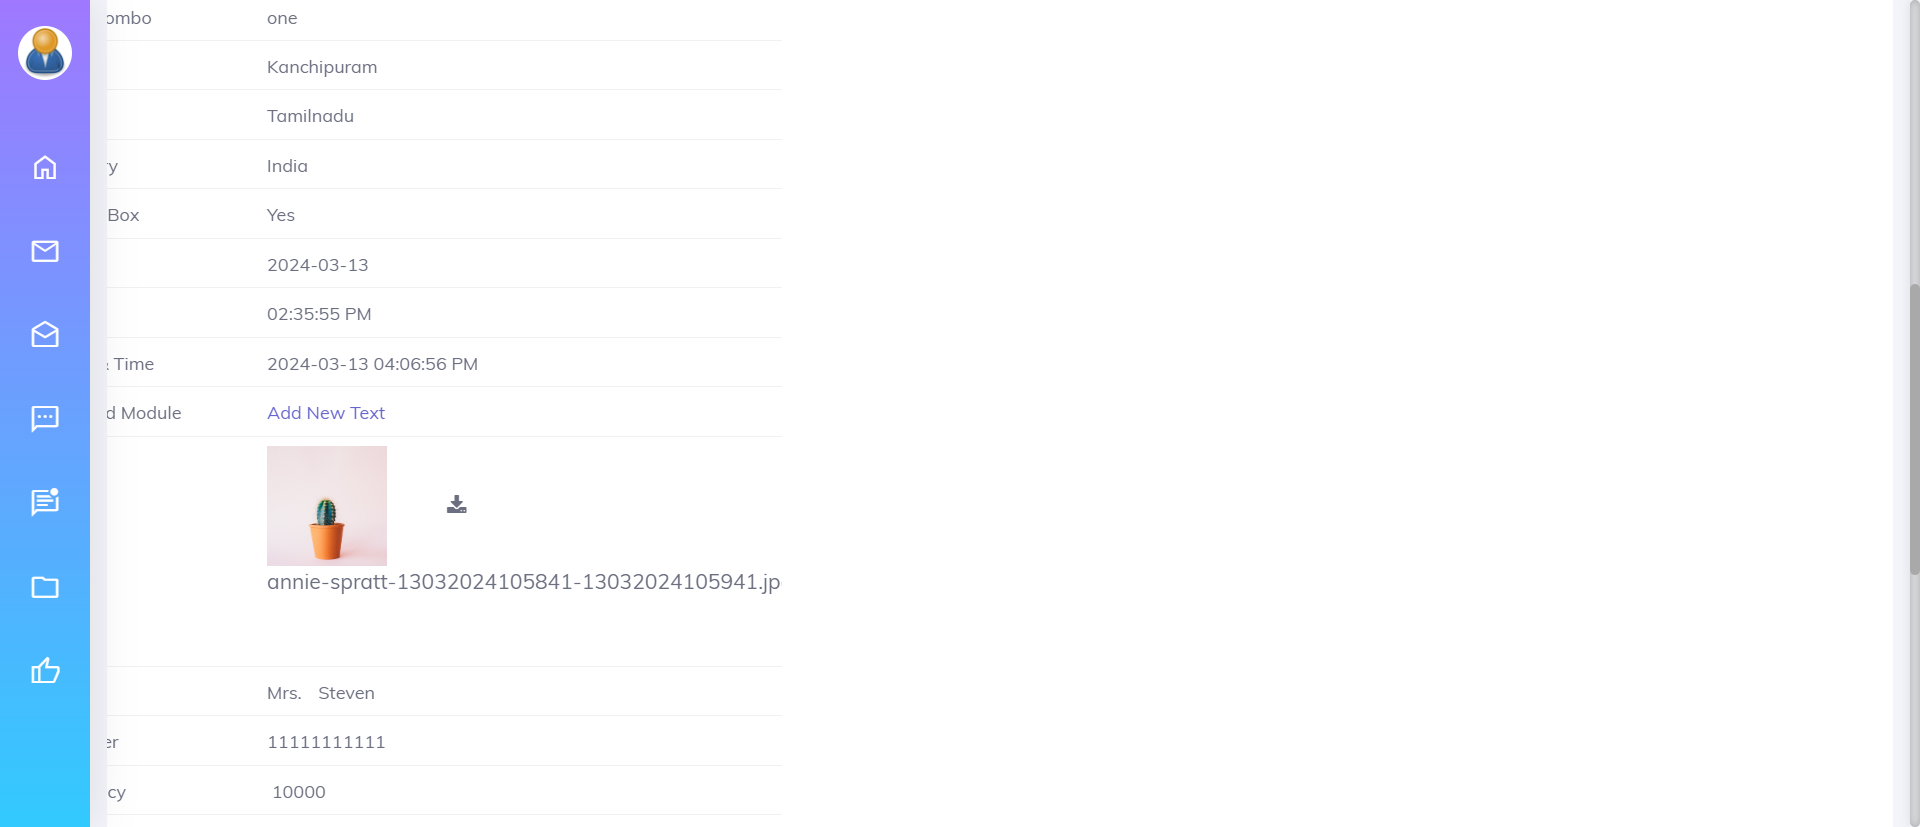 ombo one
Kanchipuram
Tamilnadu
ry India
Box Yes
2024-03-13
02:35:55 PM
& Time 2024-03-13 04:06:56 PM
d Module Add New Text
annie-spratt-13032024105841-13032024105941.jp
Mrs. Steven
er 11111111111
cy 10000